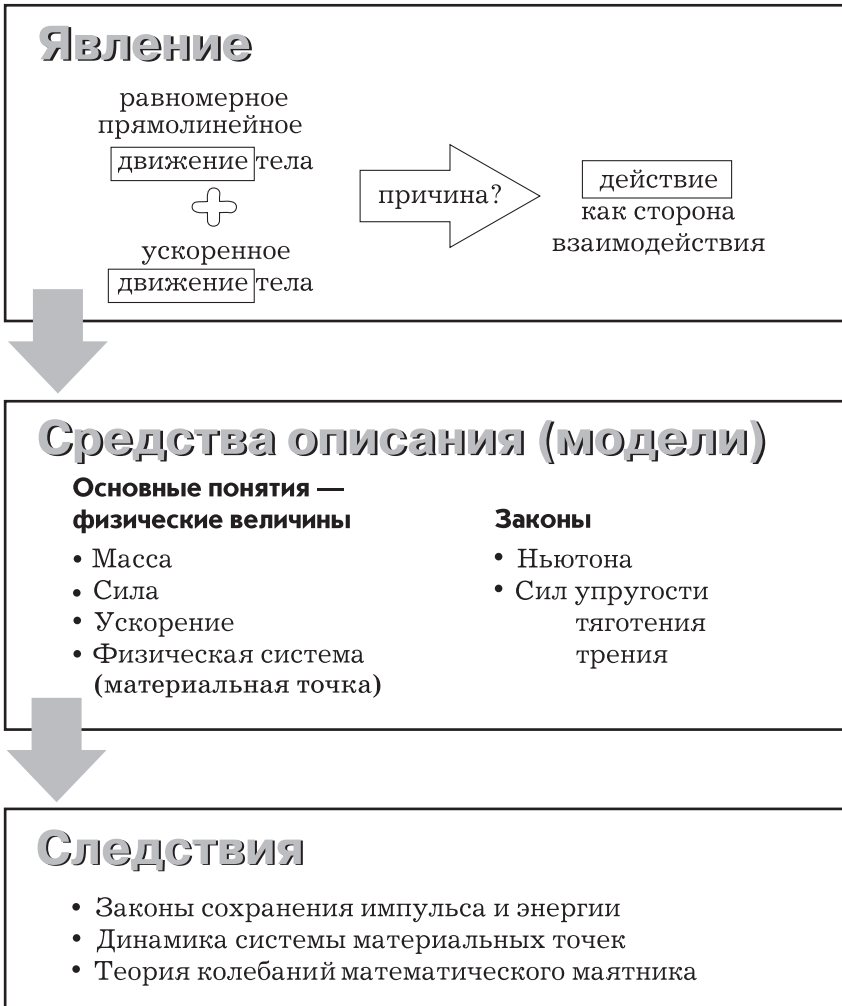 Явление
равномерное
прямолинейное
движение тела
ускоренное
движение тела
причина?
действие
как сторона
взаимодействия
Средства описания (модели)
Основные понятия —
физические величины
• Масса
• Сила
• Ускорение
• Физическая система
(материальная точка)
Законы
• Ньютона
• Сил упругости
тяготения
трения
Следствия
• Законы сохранения импульса и энергии
• Динамика системы материальных точек
• Теория колебаний математического маятника